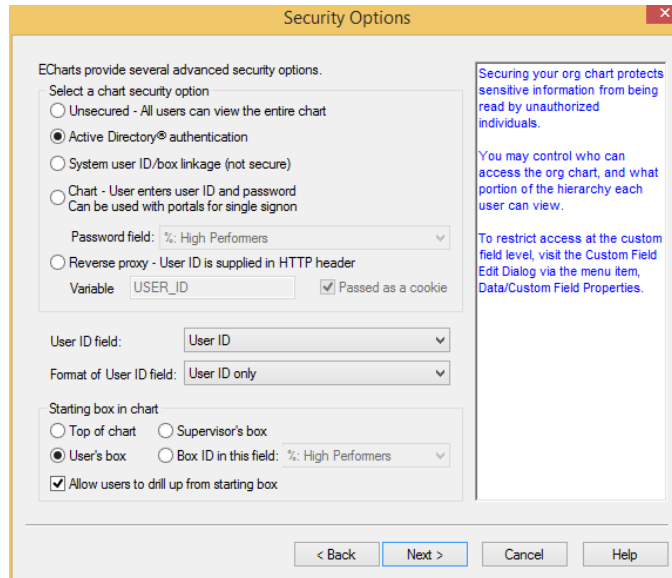 Security Options
ECharts provide several advanced security options.
Select a chart security option
Unsecured - All users can view the entire chart
Active Directory® authentication
System user ID/box linkage (not secure)
Chart - User enters user ID and password
Can be used with portals for single signon
Password field: %: High Performers
Reverse proxy - User ID is supplied in HTTP header
Variable USER_ID Passed as a cookie
User ID field: User ID
Format of User ID field: User ID only
Starting box in chart
Top of chart Supervisor's box
User's box Box ID in this field: %: High Performers
Allow users to drill up from starting box
Securing your org chart protects
sensitive information from being
read by unauthorized
individuals.
You may control who can
access the org chart, and what
portion of the hierarchy each
user can view.
To restrict access at the custom
field level, visit the Custom Field
Edit Dialog via the menu item,
Data/Custom Field Properties.
< Back Next > Cancel Help